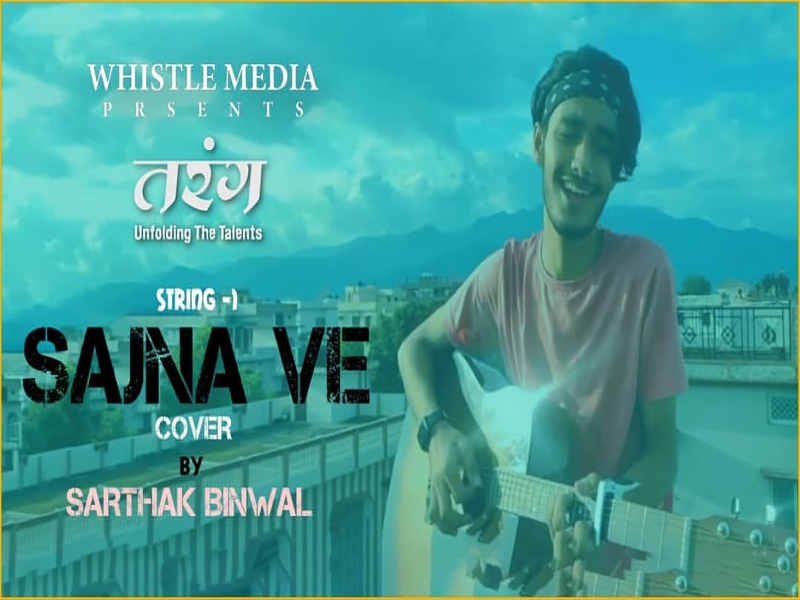 WHISTLE MEDIA
PRSENTS
तरंग
Unfolding The Talents
STRING -1
SAJNA VE
COVER
BY
SARTHAK BINWAL